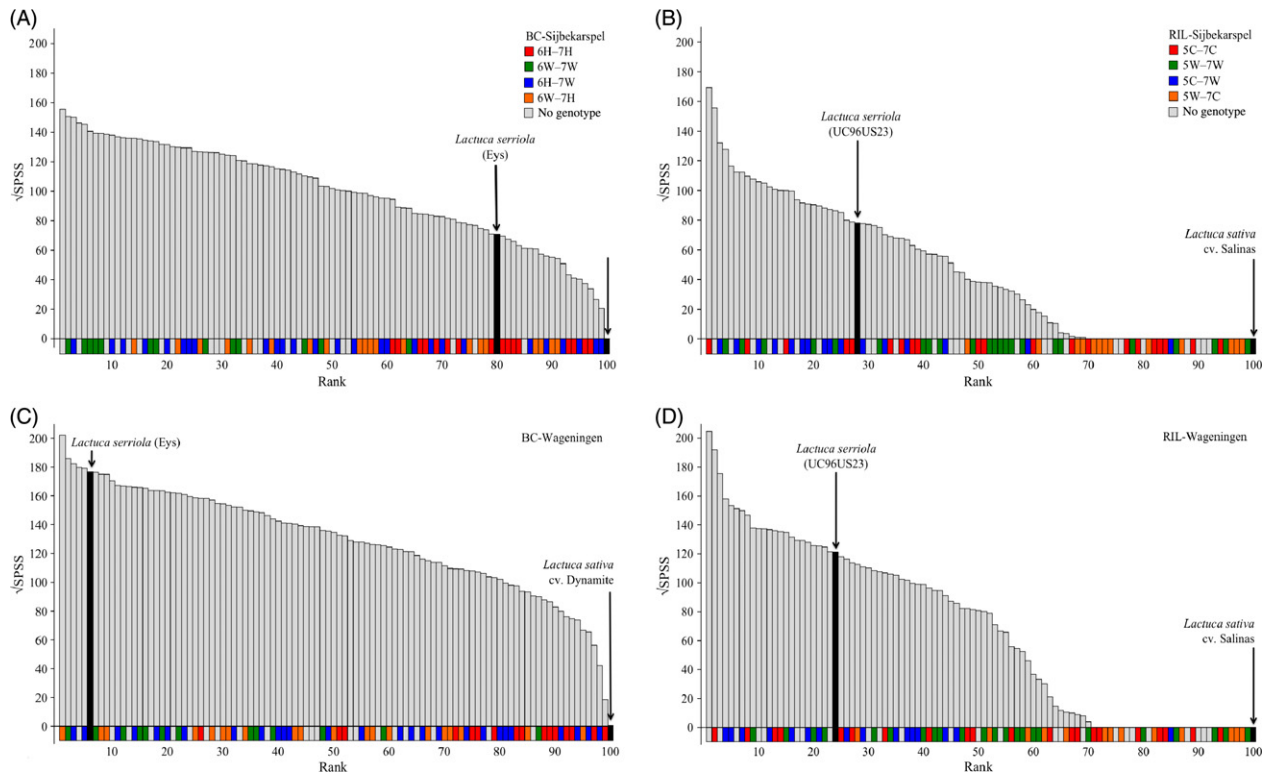 (A)
BC-Sijbekarspel
6H–7H
6W–7W
6H–7W
6W–7H
No genotype
Lactuca serriola
(Eys)
√SPSS
200
180
160
140
120
100
80
60
40
20
0
10 20 30 40 50 60 70 80 90 100
Rank
(B)
RIL-Sijbekarspel
5C–7C
5W–7W
5C–7W
5W–7C
No genotype
Lactuca serriola
(UC96US23)
Lactuca sativa
cv. Salinas
√SPSS
200
180
160
140
120
100
80
60
40
20
0
10 20 30 40 50 60 70 80 90 100
Rank
(C)
BC-Wageningen
Lactuca serriola (Eys)
Lactuca sativa
cv. Dynamite
√SPSS
200
180
160
140
120
100
80
60
40
20
0
10 20 30 40 50 60 70 80 90 100
Rank
(D)
RIL-Wageningen
Lactuca serriola
(UC96US23)
Lactuca sativa
cv. Salinas
√SPSS
200
180
160
140
120
100
80
60
40
20
0
10 20 30 40 50 60 70 80 90 100
Rank